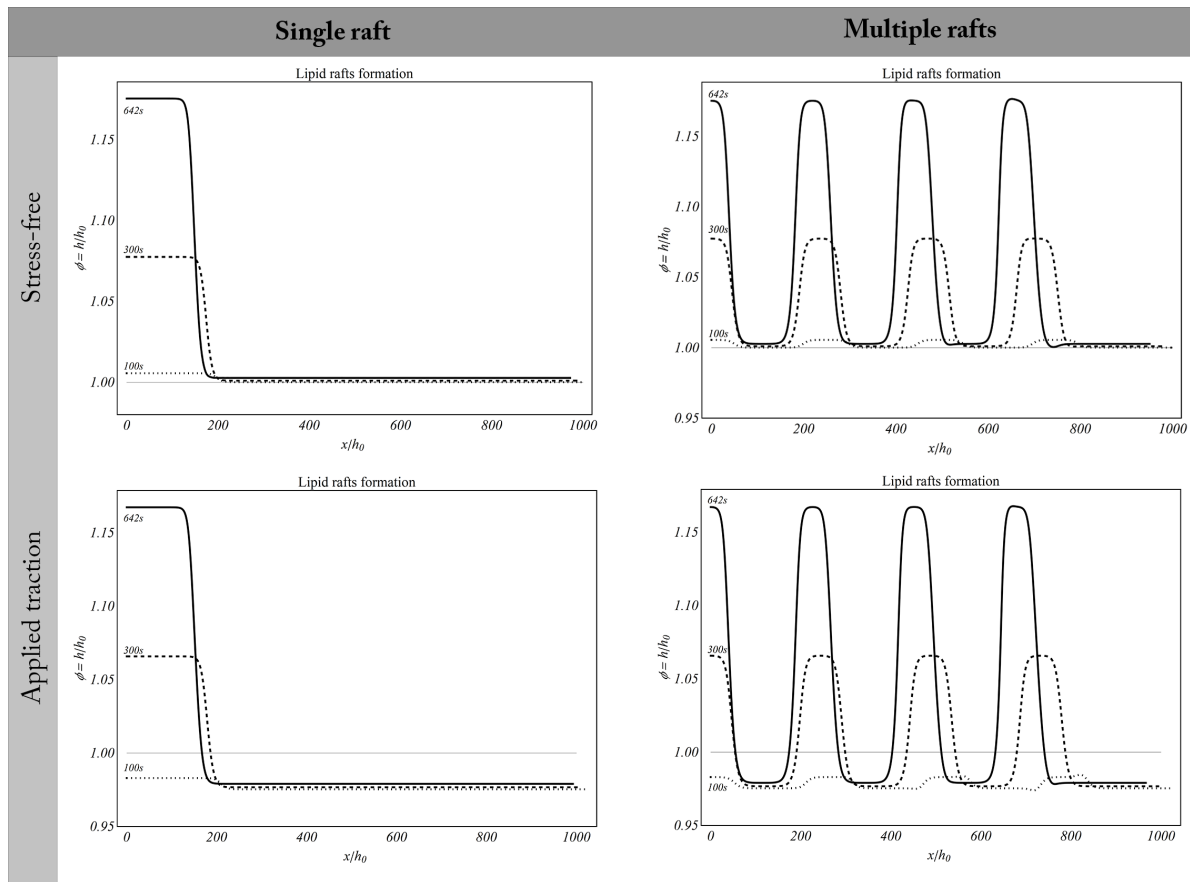 Single raft
Multiple rafts
Stress-free
Lipid rafts formation
642s
1.15
1.10
ϕ = h/h0
300s
1.05
100s
1.00
0
200
400
600
800
1000
x/h0
Lipid rafts formation
642s
1.15
1.10
ϕ = h/h0
300s
1.05
100s
1.00
0.95
0
200
400
600
800
1000
x/h0
Applied traction
Lipid rafts formation
642s
1.15
1.10
ϕ = h/h0
300s
1.05
1.00
100s
0.95
0
200
400
600
800
1000
x/h0
Lipid rafts formation
642s
1.15
1.10
ϕ = h/h0
300s
1.05
1.00
100s
0.95
0
200
400
600
800
1000
x/h0